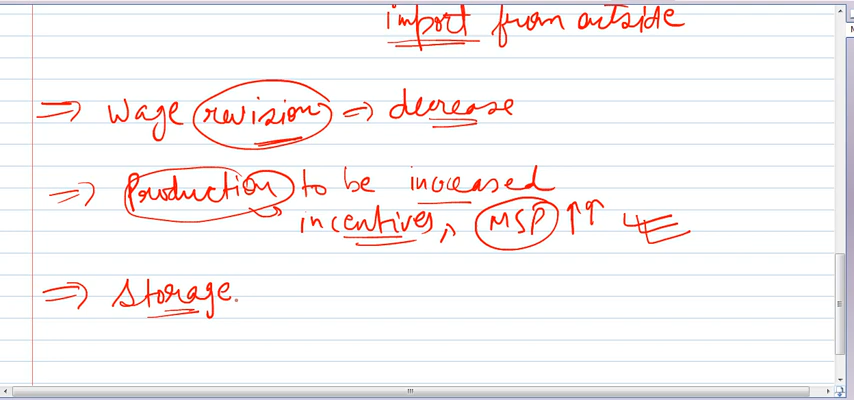 import from outside
⇒ Wage revision ⇒ decrease
⇒ Production to be increased
incentives, MSP ↑↑
⇒ Storage.